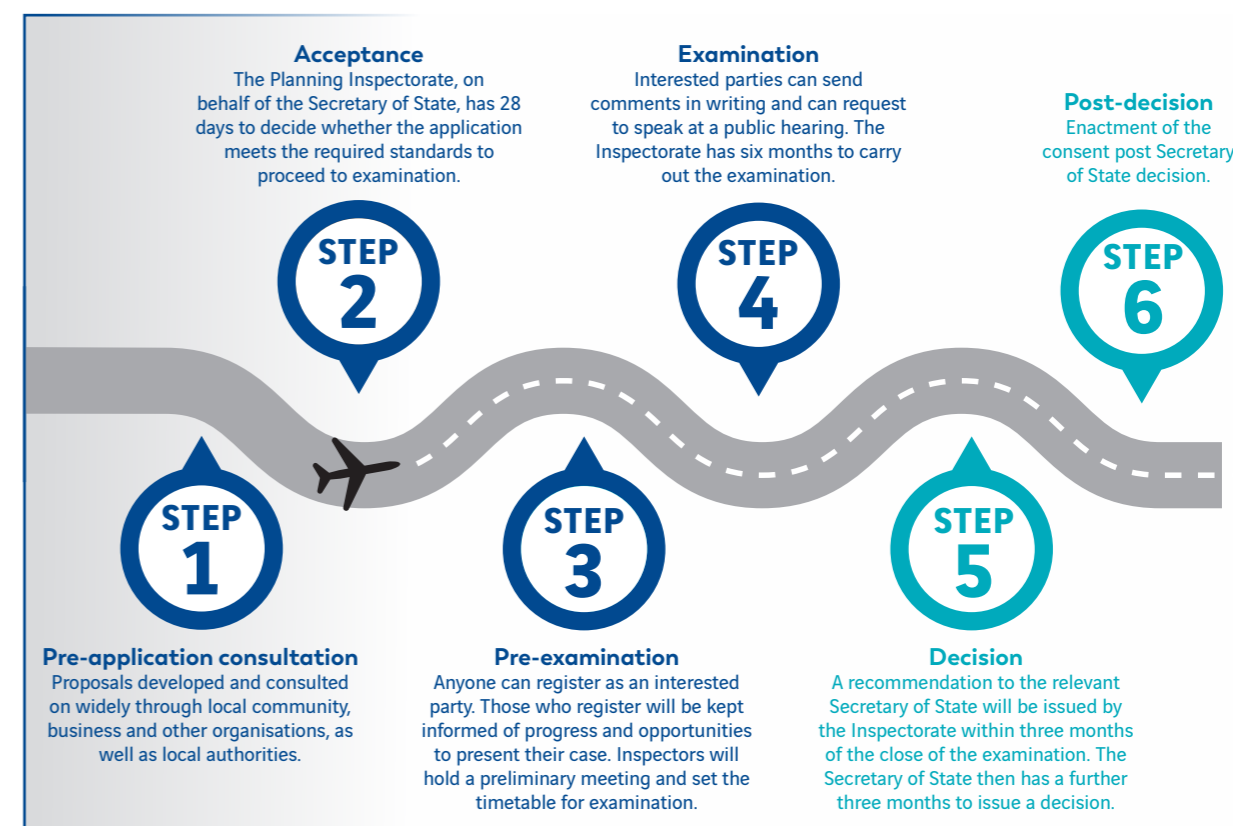 STEP
1
Pre-application consultation
Proposals developed and consulted
on widely through local community,
business and other organisations, as
well as local authorities.
Acceptance
The Planning Inspectorate, on
behalf of the Secretary of State, has 28
days to decide whether the application
meets the required standards to
proceed to examination.
STEP
2
STEP
3
Pre-examination
Anyone can register as an interested
party. Those who register will be kept
informed of progress and opportunities
to present their case. Inspectors will
hold a preliminary meeting and set the
timetable for examination.
Examination
Interested parties can send
comments in writing and can request
to speak at a public hearing. The
Inspectorate has six months to carry
out the examination.
STEP
4
STEP
5
Decision
A recommendation to the relevant
Secretary of State will be issued by
the Inspectorate within three months
of the close of the examination. The
Secretary of State then has a further
three months to issue a decision.
Post-decision
Enactment of the
consent post Secretary
of State decision.
STEP
6